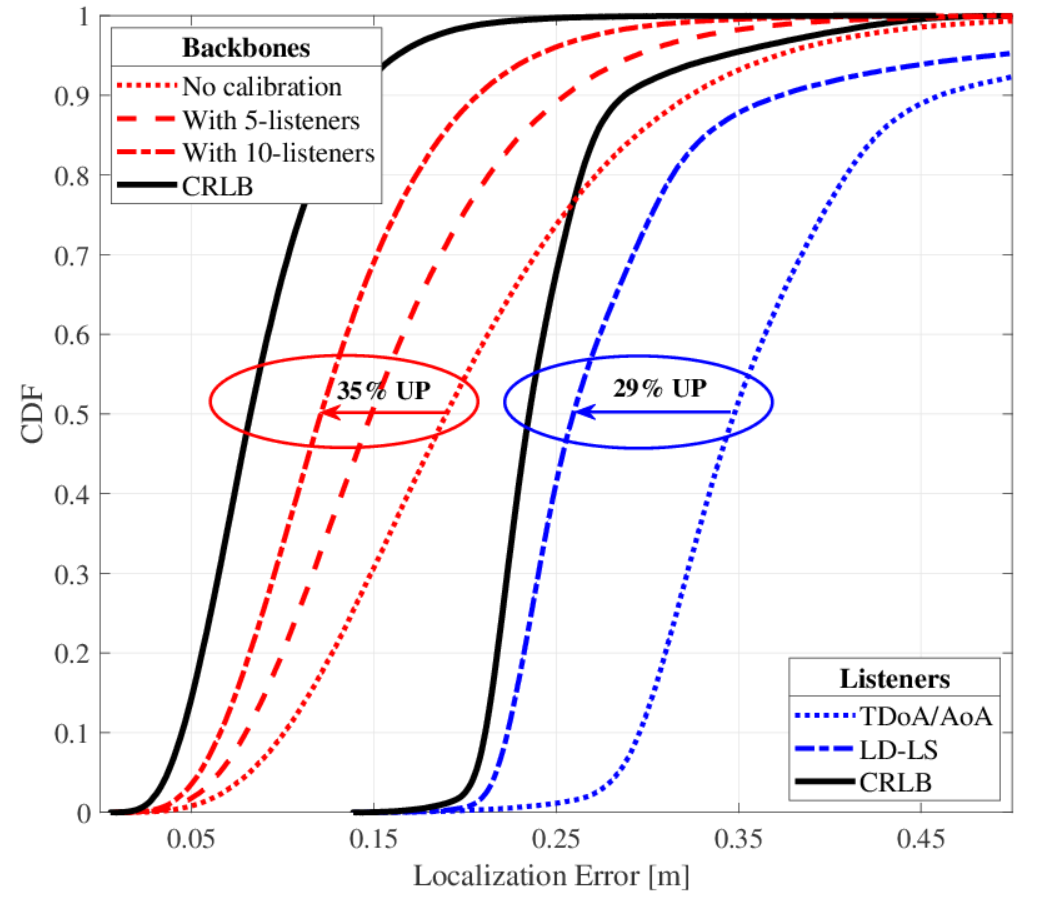 1
0.9
0.8
0.7
0.6
0.5
0.4
0.3
0.2
0.1
0
CDF
Backbones
No calibration
With 5-listeners
With 10-listeners
CRLB
35% UP
29% UP
Listeners
TDoA/AoA
LD-LS
CRLB
0.05 0.15 0.25 0.35 0.45
Localization Error [m]